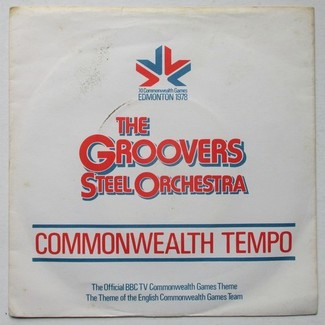 XI Commonwealth Games
EDMONTON 1978
THE
GROOVERS
STEEL ORCHESTRA
COMMONWEALTH TEMPO
The Official BBC TV Commonwealth Games Theme
The Theme of the English Commonwealth Games Team